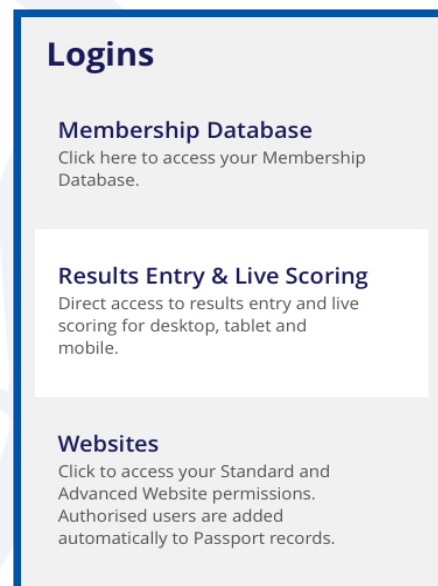 Logins
Membership Database
Click here to access your Membership
Database.
Results Entry & Live Scoring
Direct access to results entry and live
scoring for desktop, tablet and
mobile.
Websites
Click to access your Standard and
Advanced Website permissions.
Authorised users are added
automatically to Passport records.